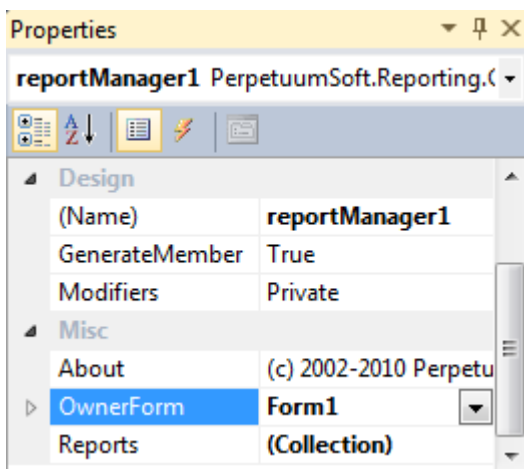 Properties
reportManager1 PerpetuumSoft.Reporting.
Design
(Name) reportManager1
GenerateMember True
Modifiers Private
Misc
About (c) 2002-2010 Perpetu
OwnerForm Form1
Reports (Collection)